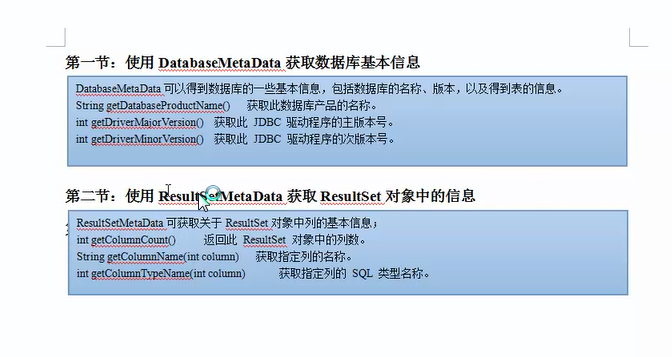 第一节：使用 DatabaseMetaData 获取数据库基本信息
DatabaseMetaData 可以得到数据库的一些基本信息，包括数据库的名称、版本，以及得到表的信息。
String getDatabaseProductName() 获取此数据库产品的名称。
int getDriverMajorVersion() 获取此 JDBC 驱动程序的主版本号。
int getDriverMinorVersion() 获取此 JDBC 驱动程序的次版本号。
第二节：使用 ResultSetMetaData 获取 ResultSet 对象中的信息
ResultSetMetaData 可获取关于 ResultSet 对象中列的基本信息；
int getColumnCount() 返回此 ResultSet 对象中的列数。
String getColumnName(int column) 获取指定列的名称。
int getColumnTypeName(int column) 获取指定列的 SQL 类型名称。